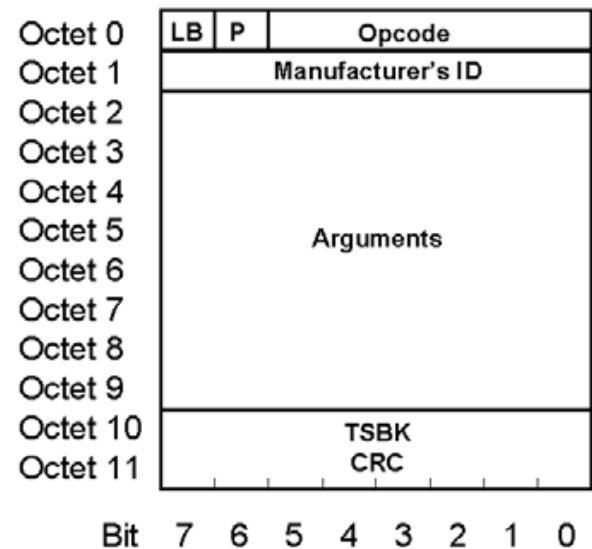 Octet 0 LB P Opcode
Octet 1 Manufacturer's ID
Octet 2
Octet 3
Octet 4
Octet 5 Arguments
Octet 6
Octet 7
Octet 8
Octet 9
Octet 10 TSBK
Octet 11 CRC
Bit 7 6 5 4 3 2 1 0